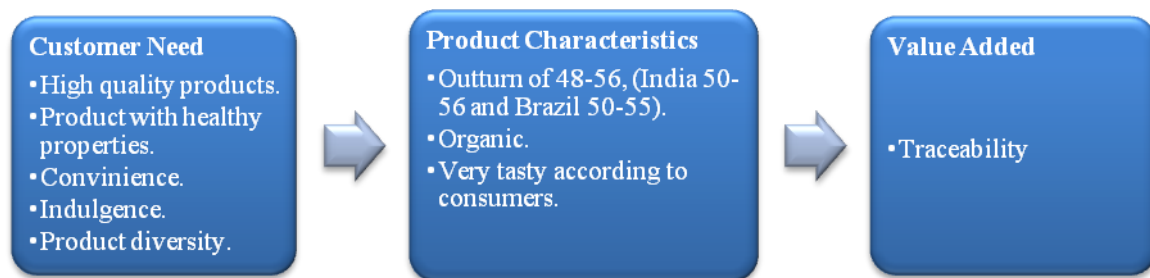 Customer Need
•High quality products.
•Product with healthy
properties.
•Convinience.
•Indulgence.
•Product diversity.
Product Characteristics
•Outturn of 48-56, (India 50-
56 and Brazil 50-55).
•Organic.
•Very tasty according to
consumers.
Value Added
•Traceability